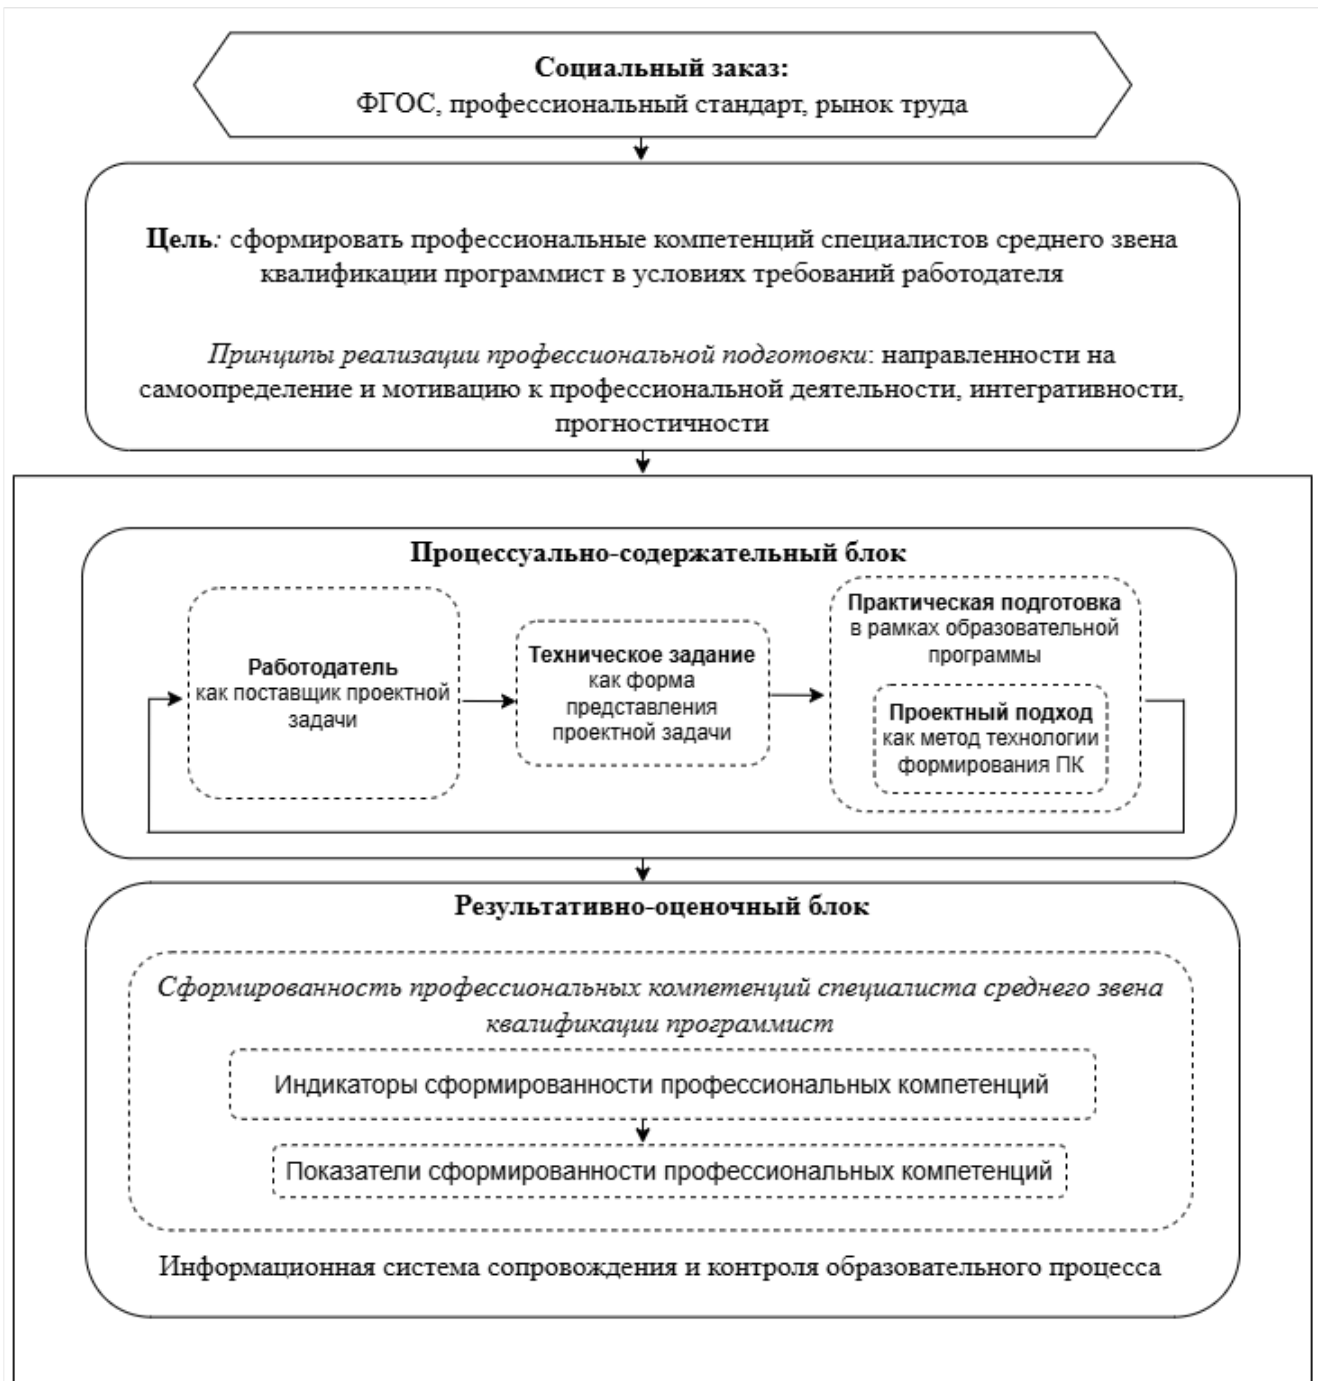 Социальный заказ:
ФГОС, профессиональный стандарт, рынок труда
Цель: сформировать профессиональные компетенций специалистов среднего звена
квалификации программист в условиях требований работодателя
Принципы реализации профессиональной подготовки: направленности на
самоопределение и мотивацию к профессиональной деятельности, интегративности,
прогностичности
Процессуально-содержательный блок
Работодатель
как поставщик проектной
задачи
Техническое задание
как форма
представления
проектной задачи
Практическая подготовка
в рамках образовательной
программы
Проектный подход
как метод технологии
формирования ПК
Результативно-оценочный блок
Сформированность профессиональных компетенций специалиста среднего звена
квалификации программист
Индикаторы сформированности профессиональных компетенций
Показатели сформированности профессиональных компетенций
Информационная система сопровождения и контроля образовательного процесса